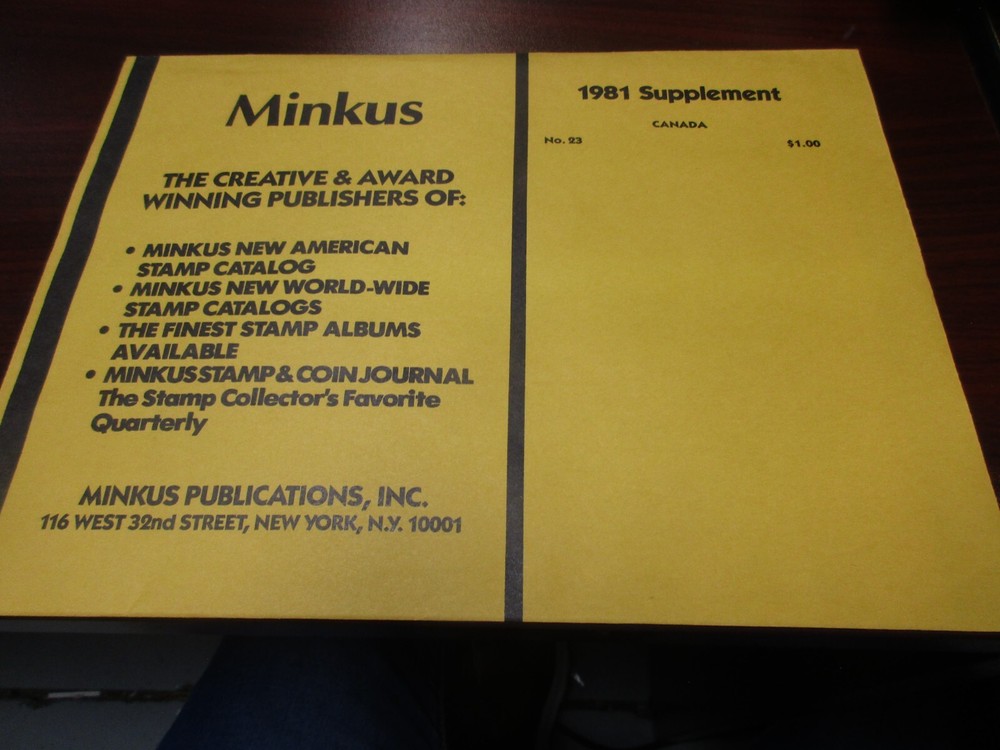 Minkus
THE CREATIVE & AWARD
WINNING PUBLISHERS OF:
• MINKUS NEW AMERICAN
STAMP CATALOG
• MINKUS NEW WORLD-WIDE
STAMP CATALOGS
• THE FINEST STAMP ALBUMS
AVAILABLE
• MINKUS STAMP & COIN JOURNAL
The Stamp Collector's Favorite
Quarterly
MINKUS PUBLICATIONS, INC.
116 WEST 32nd STREET, NEW YORK, N.Y. 10001
1981 Supplement
CANADA
No. 23 $1.00